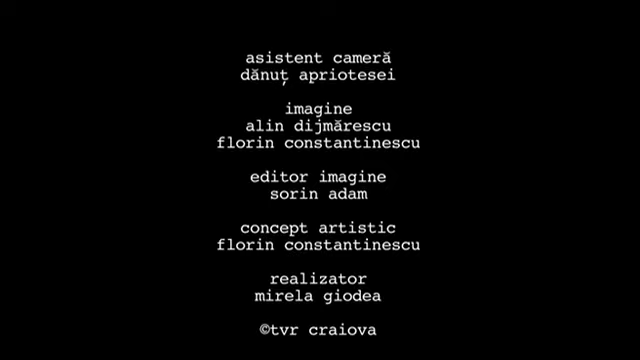 asistent cameră
dănuț apriotesei
imagine
alin dijmărescu
florin constantinescu
editor imagine
sorin adam
concept artistic
florin constantinescu
realizator
mirela giodea
©tvr craiova